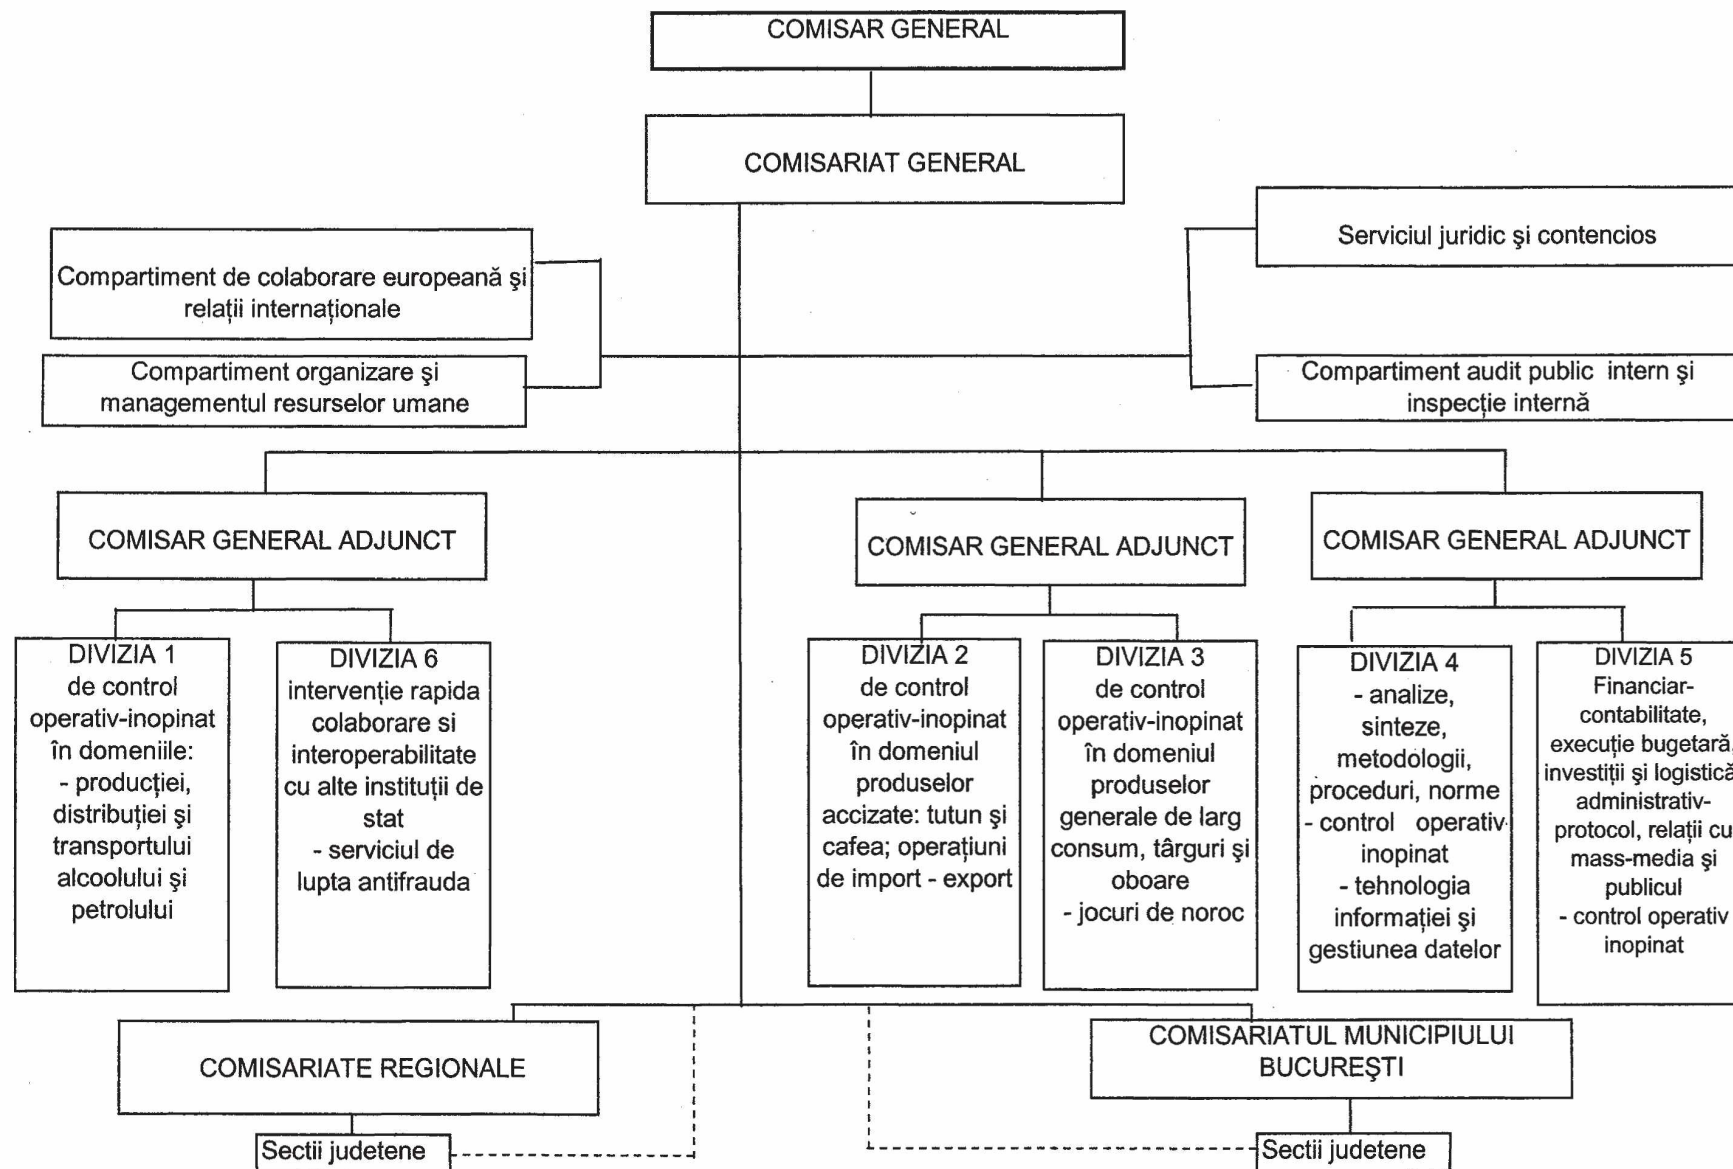 COMISAR GENERAL
COMISARIAT GENERAL
Compartiment de colaborare europeană şi
relaţii internaţionale
Serviciul juridic şi contencios
Compartiment organizare şi
managementul resurselor umane
Compartiment audit public intern şi
inspecţie internă
COMISAR GENERAL ADJUNCT
COMISAR GENERAL ADJUNCT
COMISAR GENERAL ADJUNCT
DIVIZIA 1
de control
operativ-inopinat
în domeniile:
- producţiei,
distribuţiei şi
transportului
alcoolului şi
petrolului
DIVIZIA 6
intervenţie rapida
colaborare si
interoperabilitate
cu alte instituţii de
stat
- serviciul de
lupta antifrauda
DIVIZIA 2
de control
operativ-inopinat
în domeniul
produselor
accizate: tutun şi
cafea; operaţiuni
de import - export
DIVIZIA 3
de control
operativ-inopinat
în domeniul
produselor
generale de larg
consum, târguri şi
oboare
- jocuri de noroc
DIVIZIA 4
- analize,
sinteze,
metodologii,
proceduri, norme
- control operativ-
inopinat
- tehnologia
informaţiei şi
gestiunea datelor
DIVIZIA 5
Financiar-
contabilitate,
execuţie bugetară,
investiţii şi logistică
administrativ-
protocol, relaţii cu
mass-media şi
publicul
- control operativ
inopinat
COMISARIATE REGIONALE
COMISARIATUL MUNICIPIULUI
BUCUREŞTI
Sectii judetene
Sectii judetene